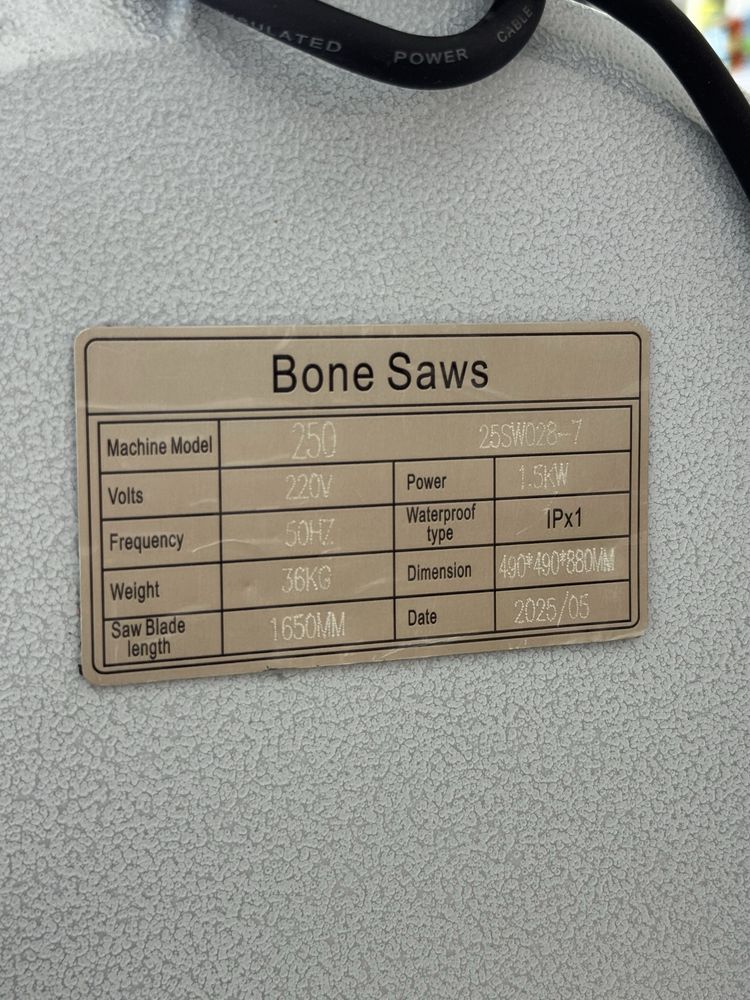 INSULATED POWER CABLE
Bone Saws
Machine Model 250 25SW028-7
Volts 220V Power 1.5KW
Frequency 50HZ Waterproof type IPx1
Weight 36KG Dimension 490*490*880MM
Saw Blade length 1650MM Date 2025/05